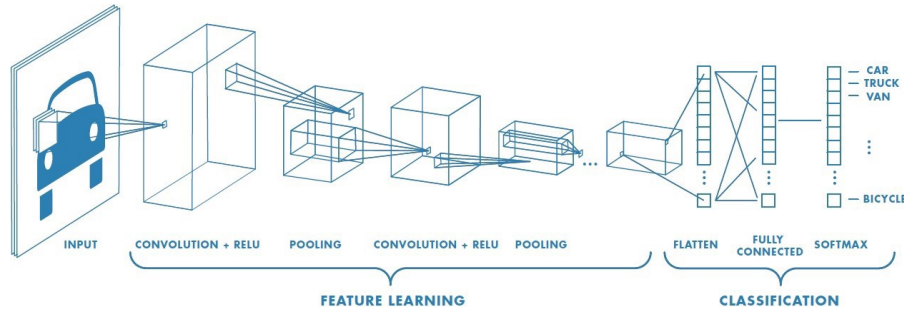 CAR
TRUCK
VAN
BICYCLE
INPUT
CONVOLUTION + RELU
POOLING
CONVOLUTION + RELU
POOLING
FLATTEN
FULLY
CONNECTED
SOFTMAX
FEATURE LEARNING
CLASSIFICATION